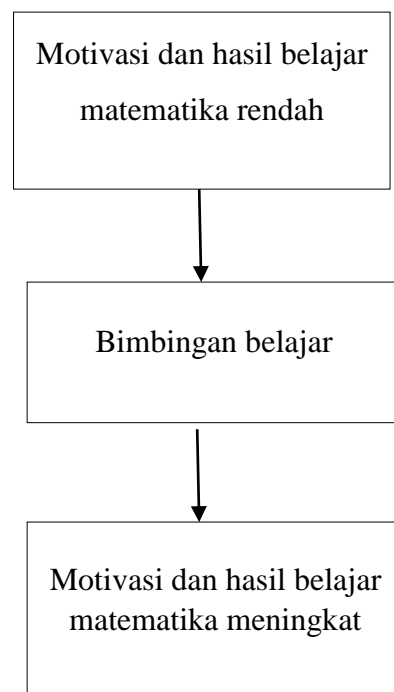 Motivasi dan hasil belajar
matematika rendah
Bimbingan belajar
Motivasi dan hasil belajar
matematika meningkat